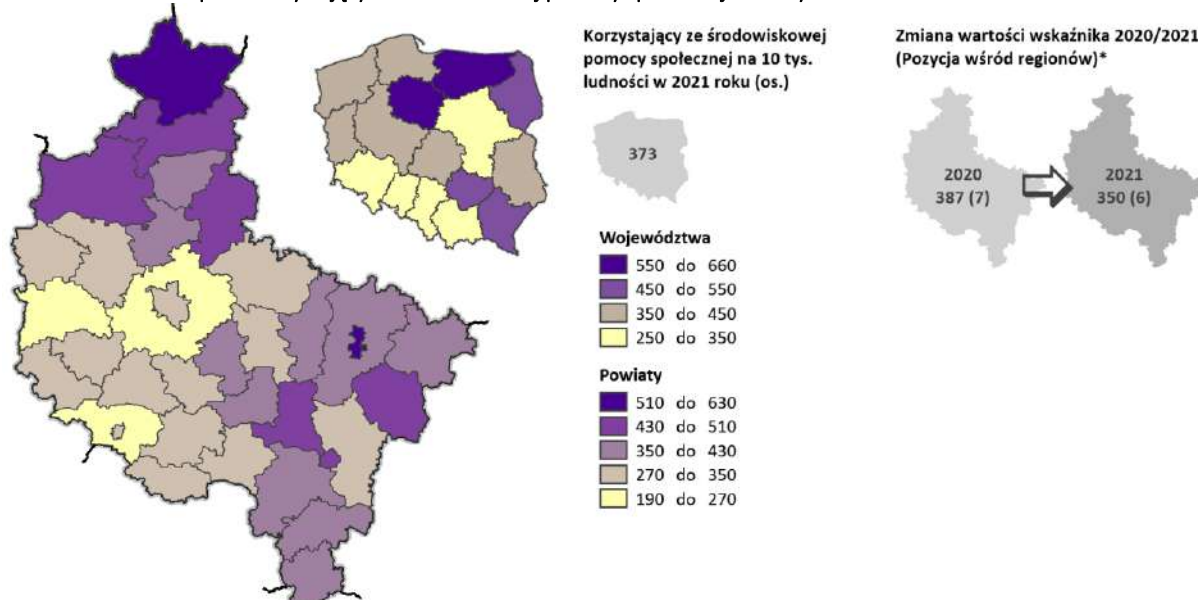 Korzystający ze środowiskowej
pomocy społecznej na 10 tys.
ludności w 2021 roku (os.)
373
Zmiana wartości wskaźnika 2020/2021
(Pozycja wśród regionów)*
2020
387 (7)
2021
350 (6)
Województwa
550 do 660
450 do 550
350 do 450
250 do 350
Powiaty
510 do 630
430 do 510
350 do 430
270 do 350
190 do 270